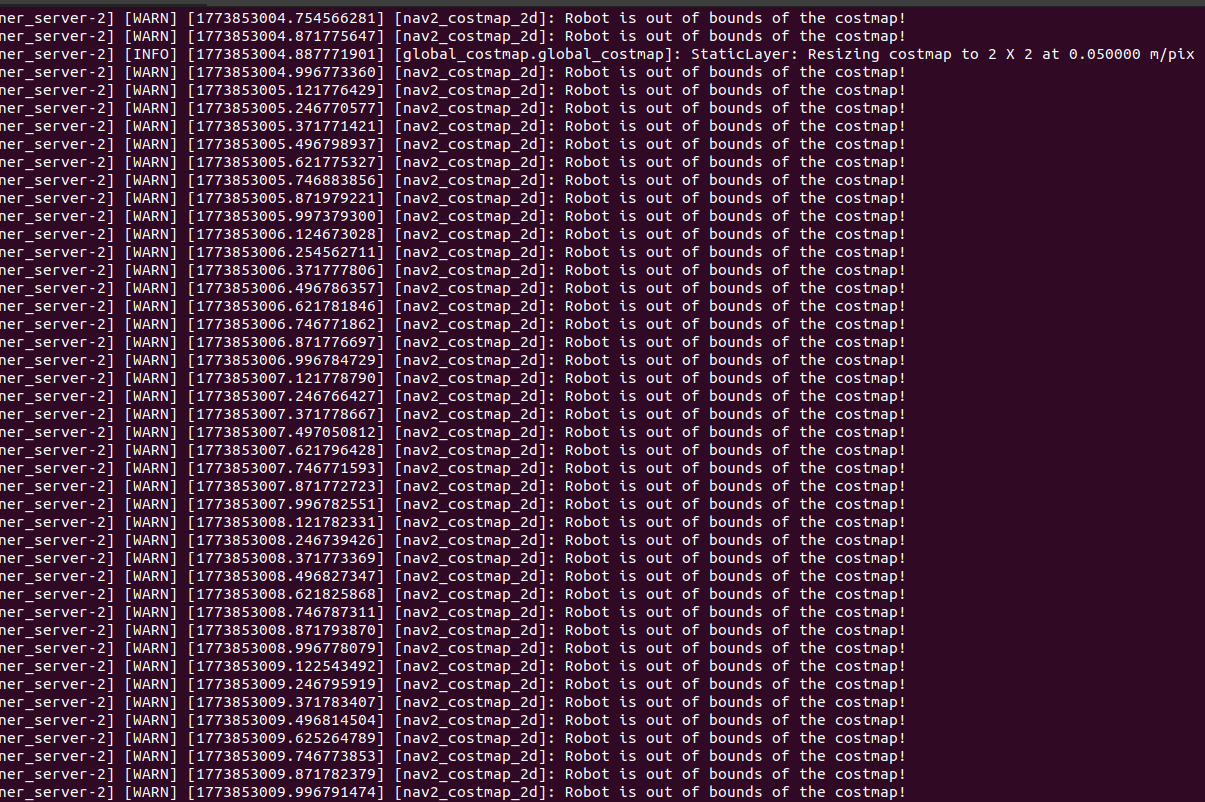 ner_server-2] [WARN] [1773853004.754566281] [nav2_costmap_2d]: Robot is out of bounds of the costmap!
ner_server-2] [WARN] [1773853004.871775647] [nav2_costmap_2d]: Robot is out of bounds of the costmap!
ner_server-2] [INFO] [1773853004.887771901] [global_costmap.global_costmap]: StaticLayer: Resizing costmap to 2 X 2 at 0.050000 m/pix
ner_server-2] [WARN] [1773853004.996773360] [nav2_costmap_2d]: Robot is out of bounds of the costmap!
ner_server-2] [WARN] [1773853005.121776429] [nav2_costmap_2d]: Robot is out of bounds of the costmap!
ner_server-2] [WARN] [1773853005.246770577] [nav2_costmap_2d]: Robot is out of bounds of the costmap!
ner_server-2] [WARN] [1773853005.371771421] [nav2_costmap_2d]: Robot is out of bounds of the costmap!
ner_server-2] [WARN] [1773853005.496798937] [nav2_costmap_2d]: Robot is out of bounds of the costmap!
ner_server-2] [WARN] [1773853005.621775327] [nav2_costmap_2d]: Robot is out of bounds of the costmap!
ner_server-2] [WARN] [1773853005.746883856] [nav2_costmap_2d]: Robot is out of bounds of the costmap!
ner_server-2] [WARN] [1773853005.871979221] [nav2_costmap_2d]: Robot is out of bounds of the costmap!
ner_server-2] [WARN] [1773853005.997379300] [nav2_costmap_2d]: Robot is out of bounds of the costmap!
ner_server-2] [WARN] [1773853006.124673028] [nav2_costmap_2d]: Robot is out of bounds of the costmap!
ner_server-2] [WARN] [1773853006.254562711] [nav2_costmap_2d]: Robot is out of bounds of the costmap!
ner_server-2] [WARN] [1773853006.371777806] [nav2_costmap_2d]: Robot is out of bounds of the costmap!
ner_server-2] [WARN] [1773853006.496786357] [nav2_costmap_2d]: Robot is out of bounds of the costmap!
ner_server-2] [WARN] [1773853006.621781846] [nav2_costmap_2d]: Robot is out of bounds of the costmap!
ner_server-2] [WARN] [1773853006.746771862] [nav2_costmap_2d]: Robot is out of bounds of the costmap!
ner_server-2] [WARN] [1773853006.871776697] [nav2_costmap_2d]: Robot is out of bounds of the costmap!
ner_server-2] [WARN] [1773853006.996784729] [nav2_costmap_2d]: Robot is out of bounds of the costmap!
ner_server-2] [WARN] [1773853007.121778790] [nav2_costmap_2d]: Robot is out of bounds of the costmap!
ner_server-2] [WARN] [1773853007.246766427] [nav2_costmap_2d]: Robot is out of bounds of the costmap!
ner_server-2] [WARN] [1773853007.371778667] [nav2_costmap_2d]: Robot is out of bounds of the costmap!
ner_server-2] [WARN] [1773853007.497050812] [nav2_costmap_2d]: Robot is out of bounds of the costmap!
ner_server-2] [WARN] [1773853007.621796428] [nav2_costmap_2d]: Robot is out of bounds of the costmap!
ner_server-2] [WARN] [1773853007.746771593] [nav2_costmap_2d]: Robot is out of bounds of the costmap!
ner_server-2] [WARN] [1773853007.871772723] [nav2_costmap_2d]: Robot is out of bounds of the costmap!
ner_server-2] [WARN] [1773853007.996782551] [nav2_costmap_2d]: Robot is out of bounds of the costmap!
ner_server-2] [WARN] [1773853008.121782331] [nav2_costmap_2d]: Robot is out of bounds of the costmap!
ner_server-2] [WARN] [1773853008.246739426] [nav2_costmap_2d]: Robot is out of bounds of the costmap!
ner_server-2] [WARN] [1773853008.371773369] [nav2_costmap_2d]: Robot is out of bounds of the costmap!
ner_server-2] [WARN] [1773853008.496827347] [nav2_costmap_2d]: Robot is out of bounds of the costmap!
ner_server-2] [WARN] [1773853008.621825868] [nav2_costmap_2d]: Robot is out of bounds of the costmap!
ner_server-2] [WARN] [1773853008.746787311] [nav2_costmap_2d]: Robot is out of bounds of the costmap!
ner_server-2] [WARN] [1773853008.871793870] [nav2_costmap_2d]: Robot is out of bounds of the costmap!
ner_server-2] [WARN] [1773853008.996778079] [nav2_costmap_2d]: Robot is out of bounds of the costmap!
ner_server-2] [WARN] [1773853009.122543492] [nav2_costmap_2d]: Robot is out of bounds of the costmap!
ner_server-2] [WARN] [1773853009.246795919] [nav2_costmap_2d]: Robot is out of bounds of the costmap!
ner_server-2] [WARN] [1773853009.371783407] [nav2_costmap_2d]: Robot is out of bounds of the costmap!
ner_server-2] [WARN] [1773853009.496814504] [nav2_costmap_2d]: Robot is out of bounds of the costmap!
ner_server-2] [WARN] [1773853009.625264789] [nav2_costmap_2d]: Robot is out of bounds of the costmap!
ner_server-2] [WARN] [1773853009.746773853] [nav2_costmap_2d]: Robot is out of bounds of the costmap!
ner_server-2] [WARN] [1773853009.871782379] [nav2_costmap_2d]: Robot is out of bounds of the costmap!
ner_server-2] [WARN] [1773853009.996791474] [nav2_costmap_2d]: Robot is out of bounds of the costmap!